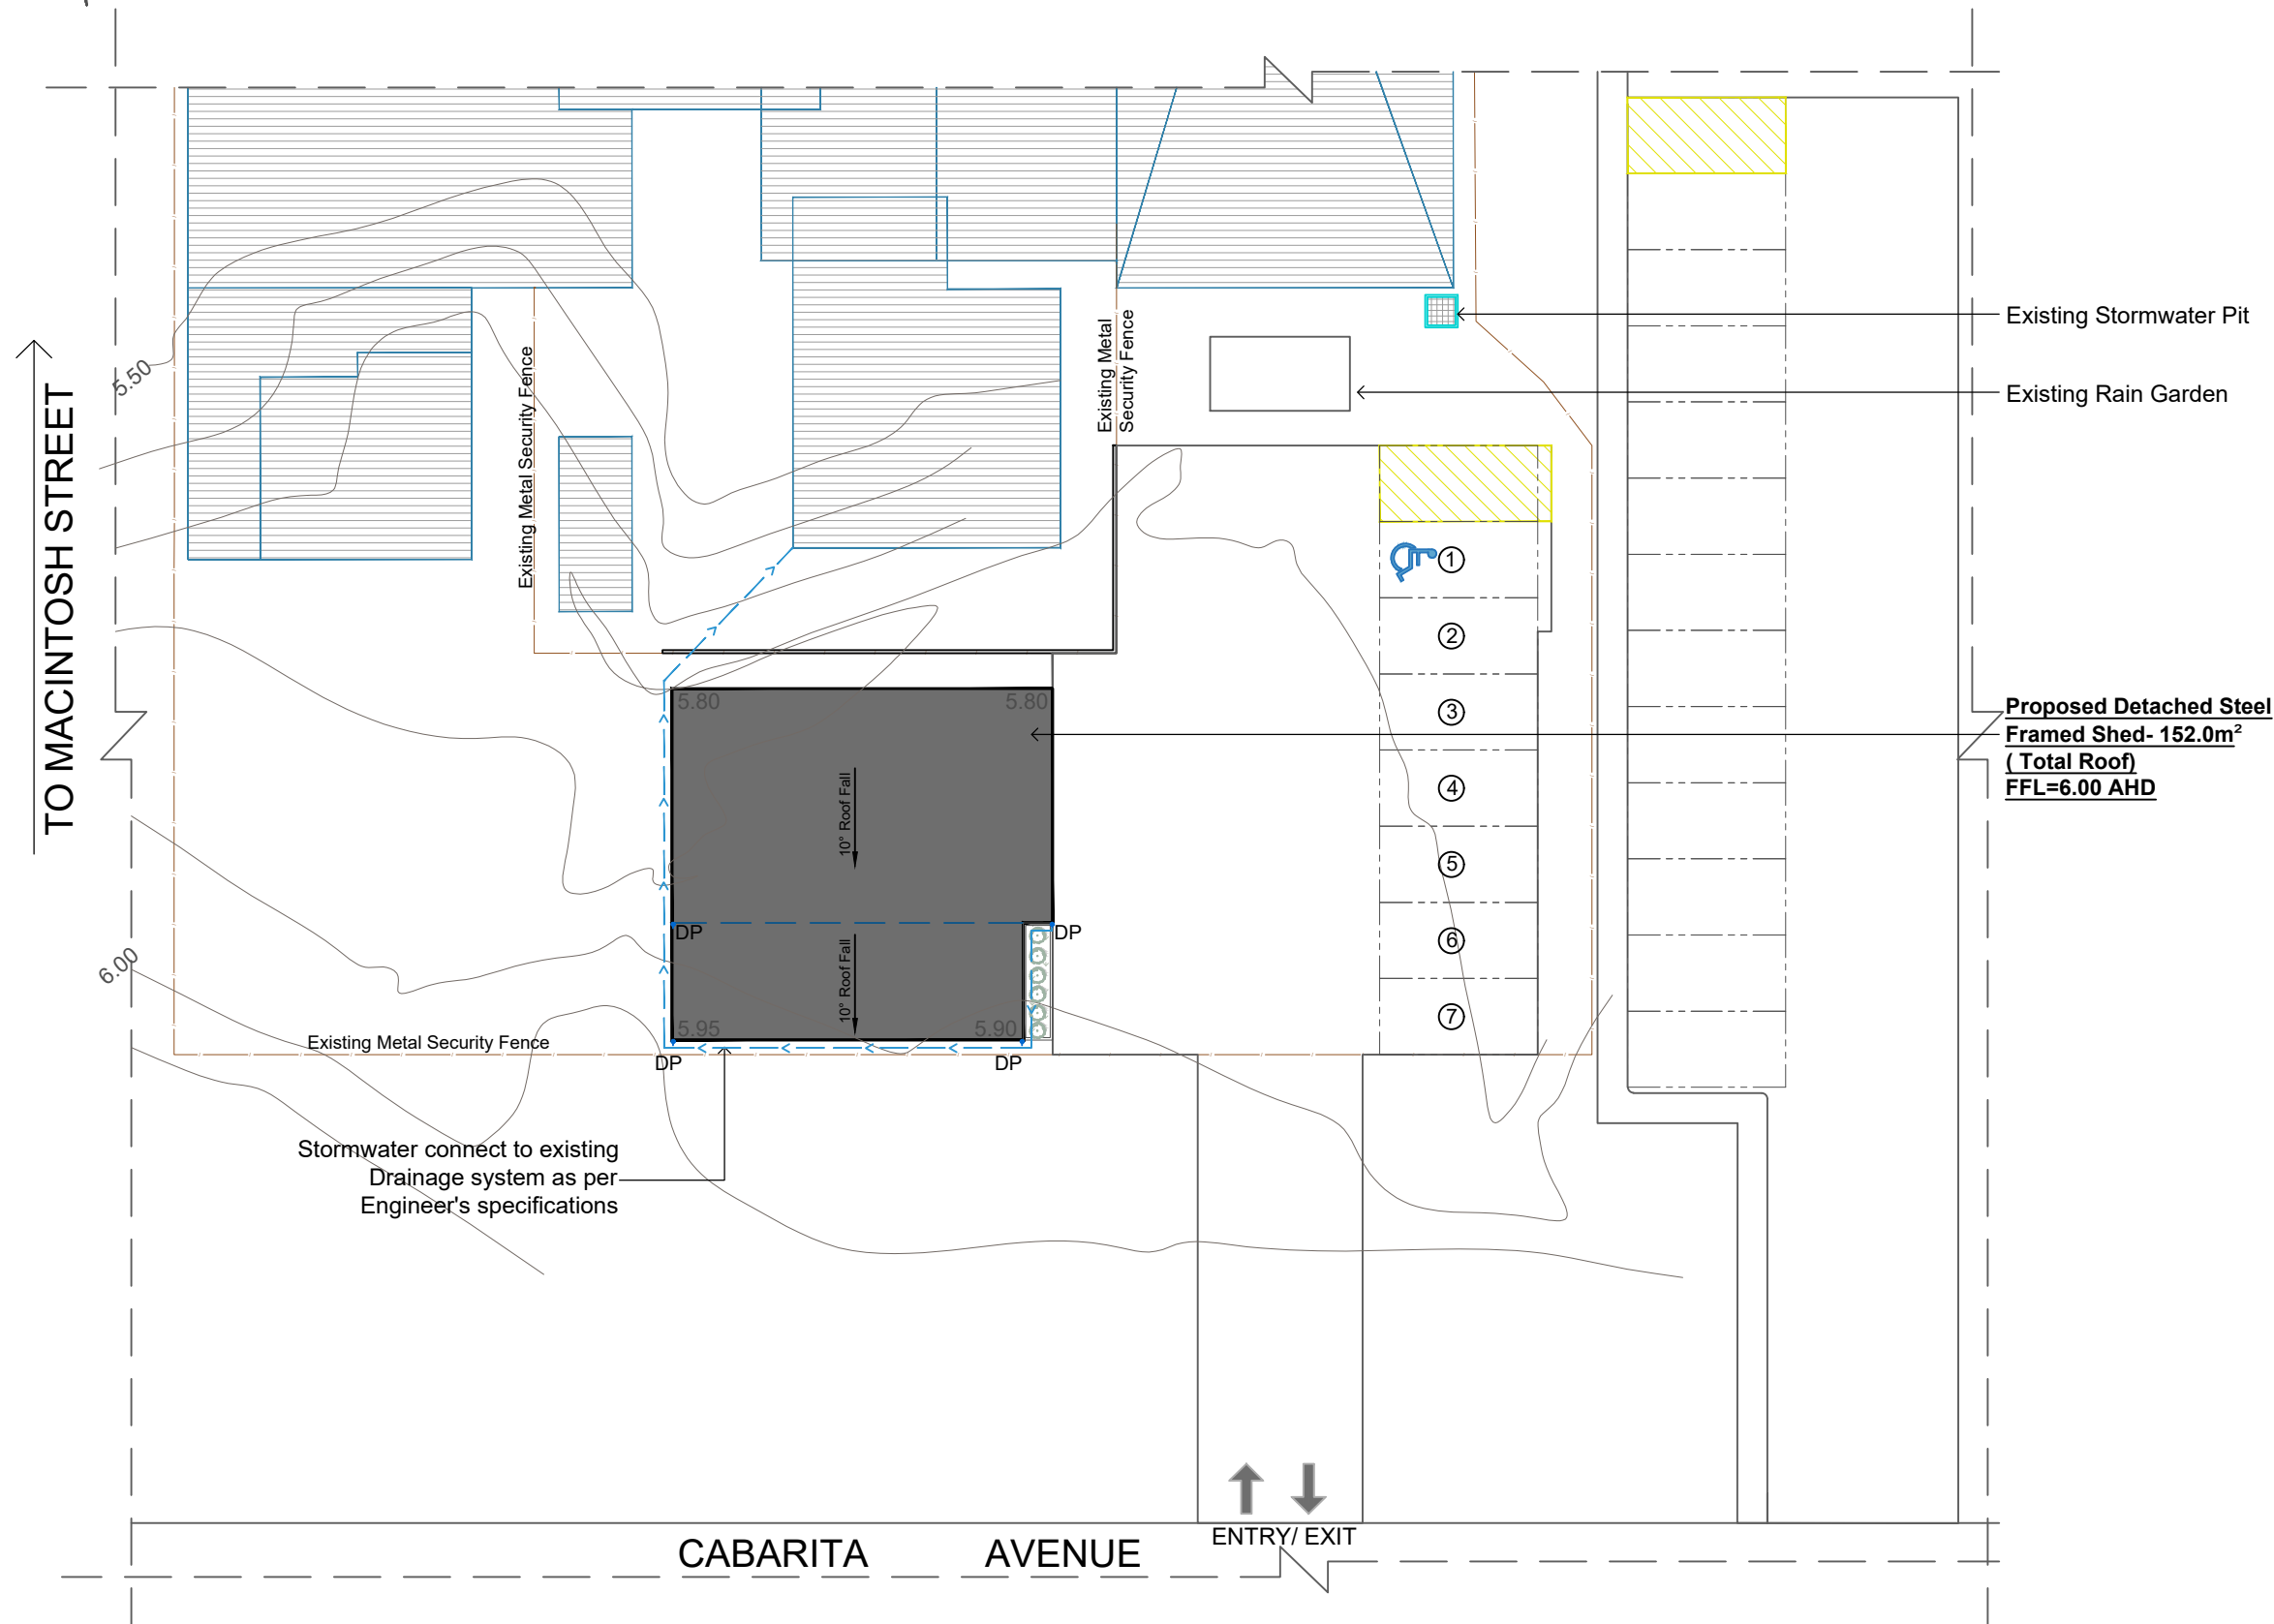 Existing Stormwater Pit
Existing Metal
Security Fence
5.50
TO MACINTOSH STREET
Existing Metal Security Fence
Existing Rain Garden
1
2
3
4
5
6
7
5.80
5.80
Proposed Detached Steel
Framed Shed- 152.0m²
( Total Roof)
FFL=6.00 AHD
10° Roof Fall
DP
DP
6.00
10° Roof Fall
5.95
5.90
Existing Metal Security Fence
DP
DP
Stormwater connect to existing
Drainage system as per
Engineer's specifications
ENTRY/ EXIT
CABARITA AVENUE